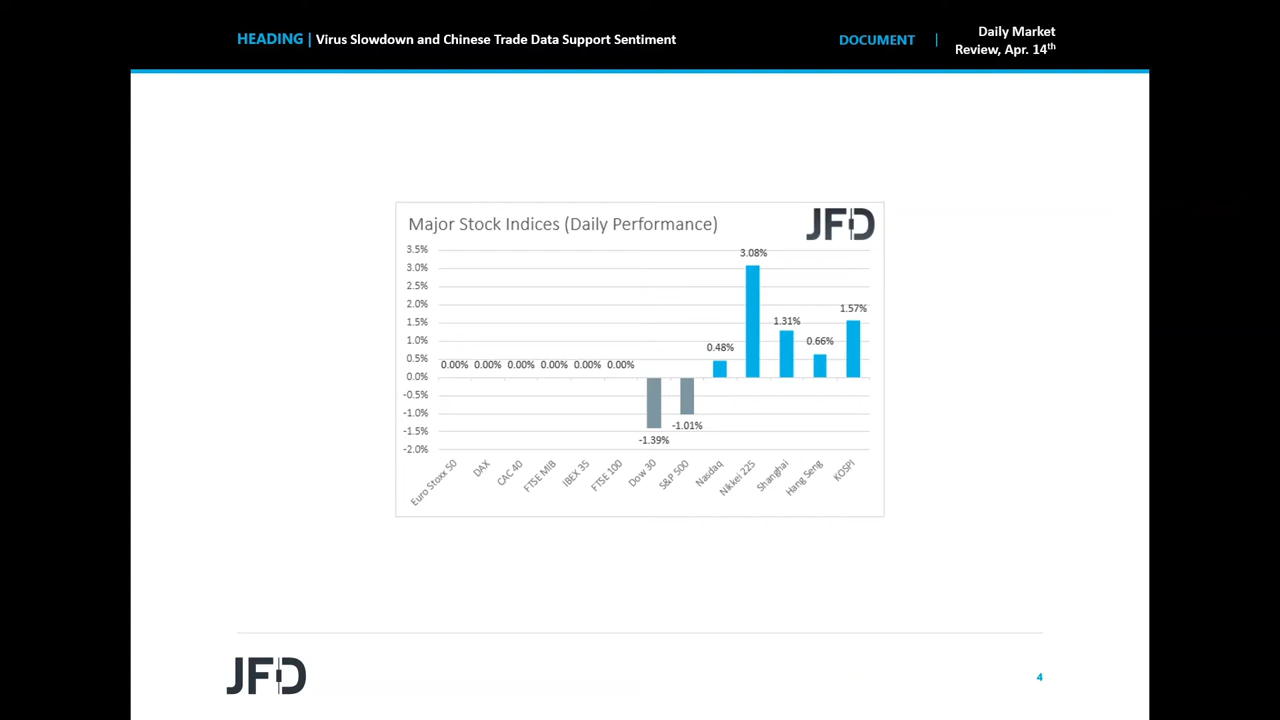 HEADING | Virus Slowdown and Chinese Trade Data Support Sentiment
DOCUMENT |
Daily Market
Review, Apr. 14th
Major Stock Indices (Daily Performance)
JFD
3.5%
3.0%
2.5%
2.0%
1.5%
1.0%
0.5%
0.0%
-0.5%
-1.0%
-1.5%
-2.0%
0.00%
0.00%
0.00%
0.00%
0.00%
0.00%
-1.39%
-1.01%
0.48%
3.08%
1.31%
0.66%
1.57%
Euro Stoxx 50
DAX
CAC 40
FTSE MIB
IBEX 35
FTSE 100
Dow 30
S&P 500
Nasdaq
Nikkei 225
Shanghai
Hang Seng
KOSPI
JFD
4